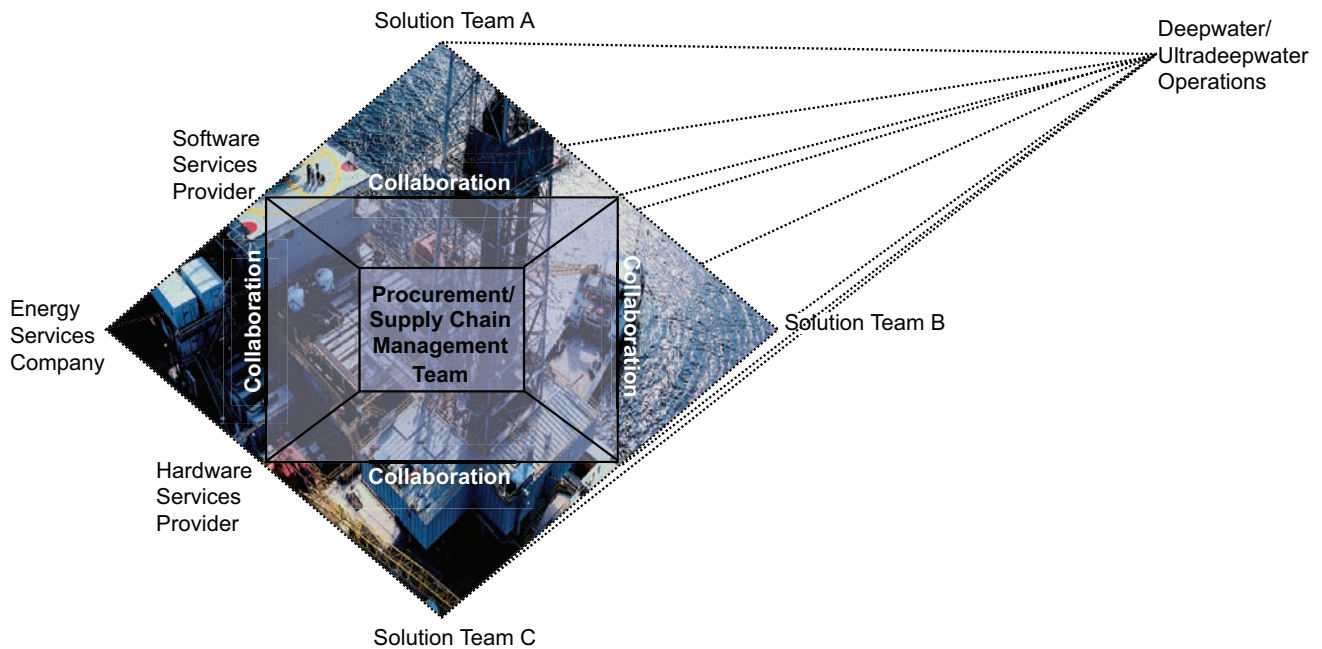 Solution Team A
Deepwater/
Ultradeepwater
Operations
Software
Services
Provider
Collaboration
Collaboration
Collaboration
Procurement/
Supply Chain
Management
Team
Energy
Services
Company
Solution Team B
Hardware
Services
Provider
Collaboration
Solution Team C